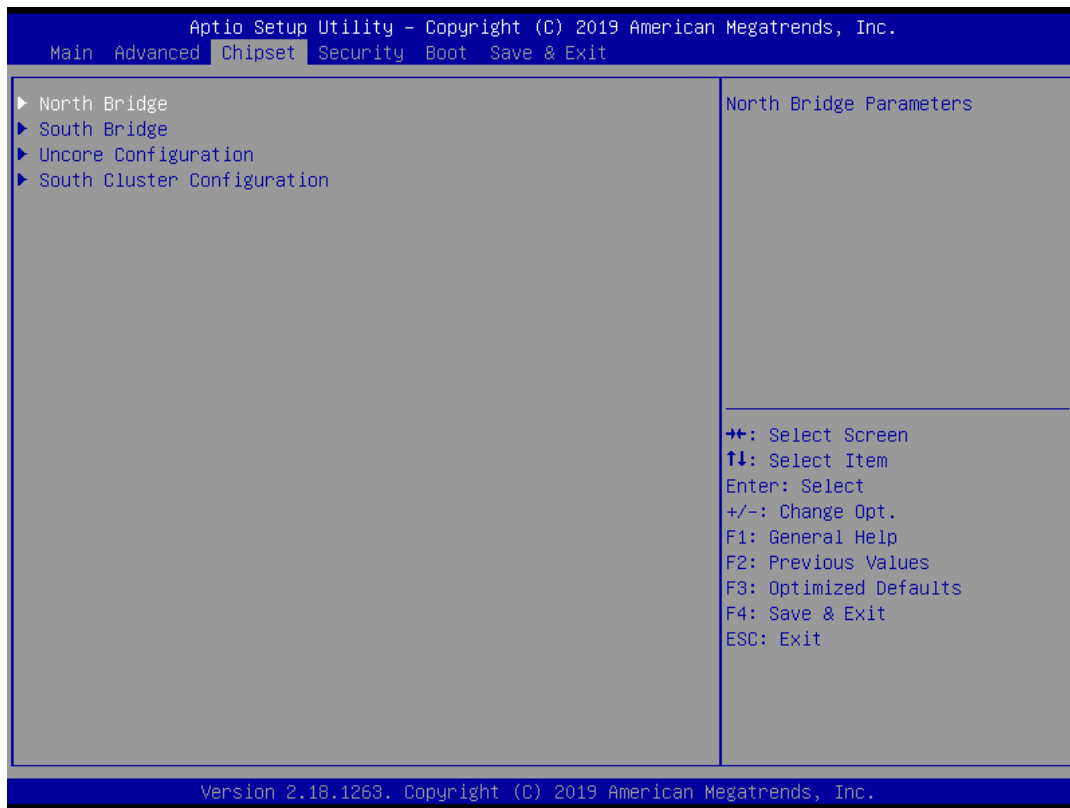 Aptio Setup Utility – Copyright (C) 2019 American Megatrends, Inc.
Main Advanced Chipset Security Boot Save & Exit
▶ North Bridge
▶ South Bridge
▶ Uncore Configuration
▶ South Cluster Configuration
North Bridge Parameters
→←: Select Screen
↑↓: Select Item
Enter: Select
+/-: Change Opt.
F1: General Help
F2: Previous Values
F3: Optimized Defaults
F4: Save & Exit
ESC: Exit
Version 2.18.1263. Copyright (C) 2019 American Megatrends, Inc.